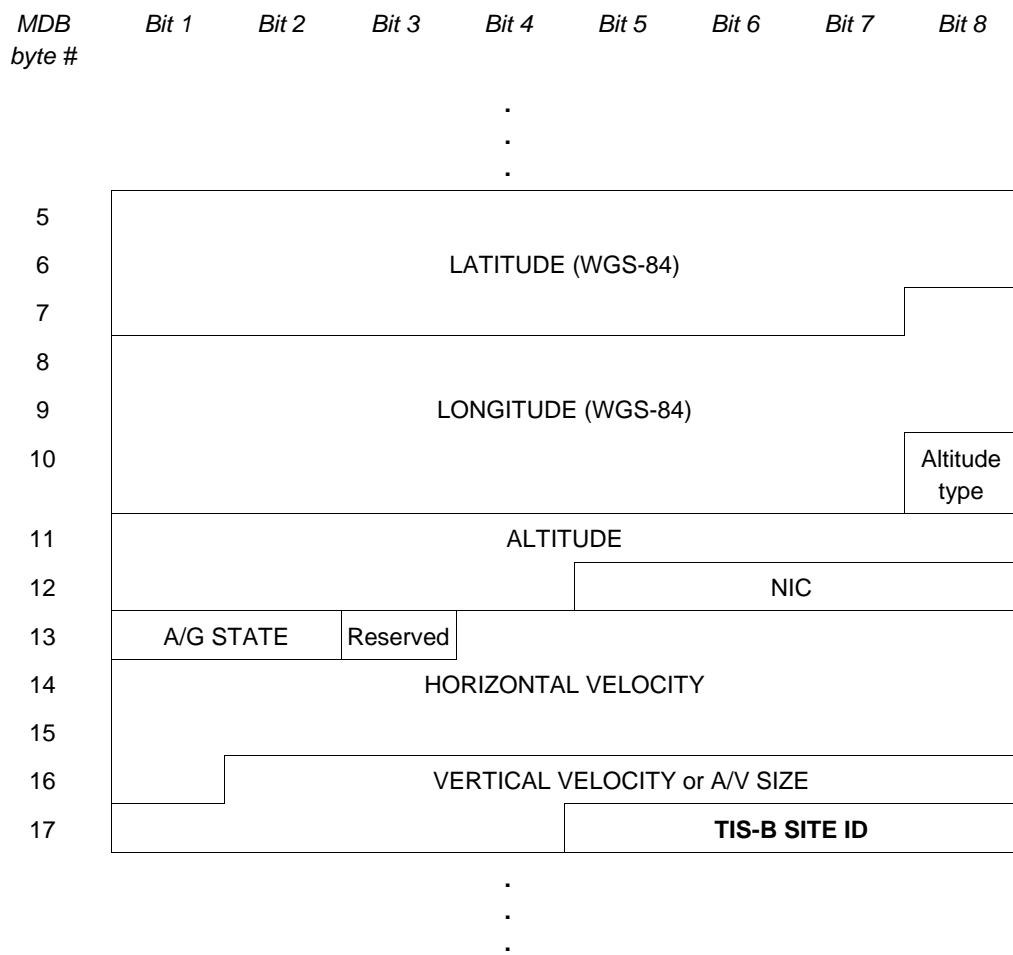 MDB byte # Bit 1 Bit 2 Bit 3 Bit 4 Bit 5 Bit 6 Bit 7 Bit 8
.
.
.
5
6 LATITUDE (WGS-84)
7
8
9 LONGITUDE (WGS-84)
10 Altitude type
11 ALTITUDE
12 NIC
13 A/G STATE Reserved
14 HORIZONTAL VELOCITY
15
16 VERTICAL VELOCITY or A/V SIZE
17 TIS-B SITE ID
.
.
.